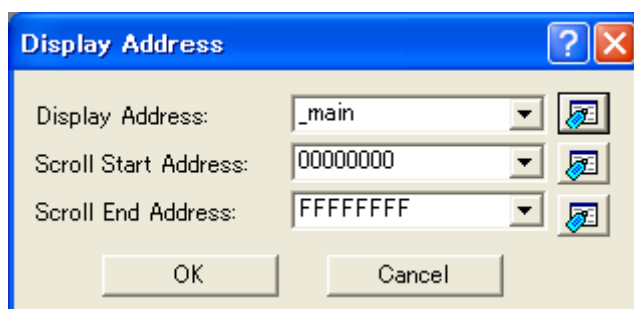 Display Address
Display Address: _main
Scroll Start Address: 00000000
Scroll End Address: FFFFFFFF
OK Cancel